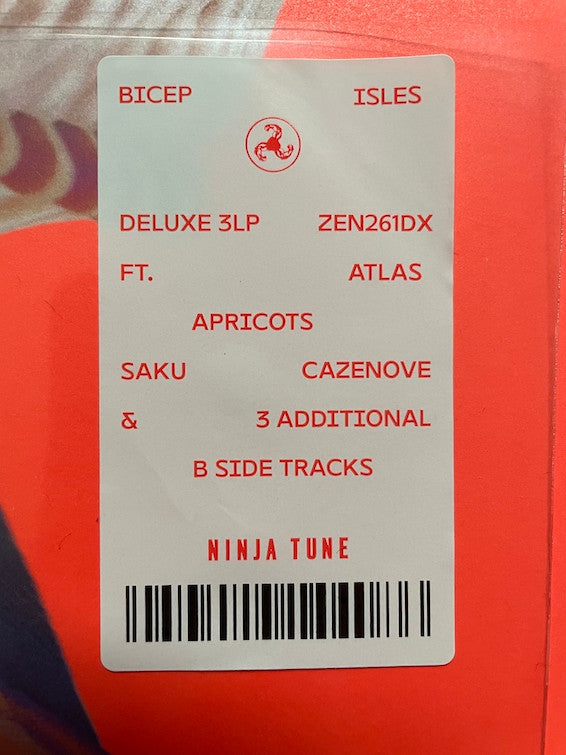 BICEP ISLES
DELUXE 3LP ZEN261DX
FT. ATLAS
APRICOTS
SAKU CAZENOVE
& 3 ADDITIONAL
B SIDE TRACKS
NINJA TUNE